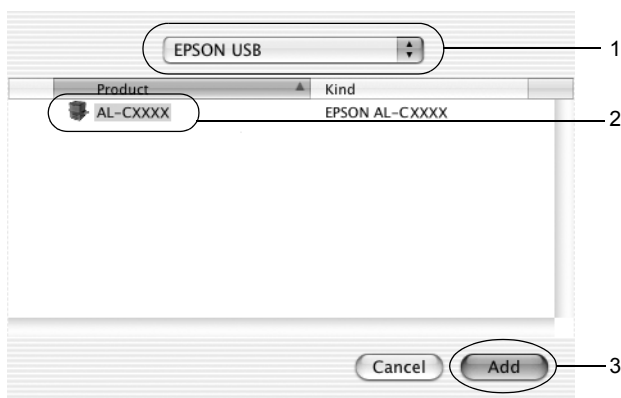 EPSON USB 1
Product Kind
AL-CXXXX EPSON AL-CXXXX 2
Cancel Add 3